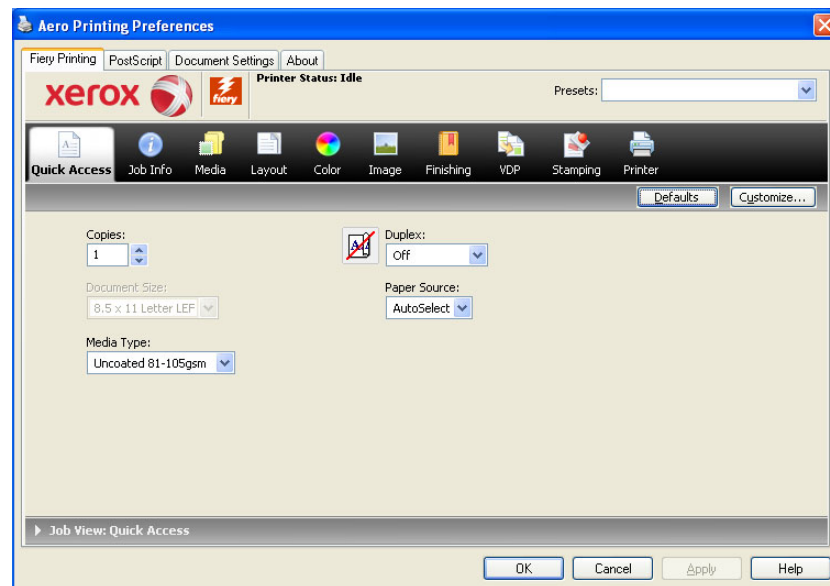 Aero Printing Preferences
Fiery Printing PostScript Document Settings About
xerox fiery Printer Status: Idle
Presets:
Quick Access Job Info Media Layout Color Image Finishing VDP Stamping Printer
Defaults Customize...
Copies: Duplex:
1 Off
Document Size: Paper Source:
8.5 x 11 Letter LEF AutoSelect
Media Type:
Uncoated 81-105gsm
Job View: Quick Access
OK Cancel Apply Help